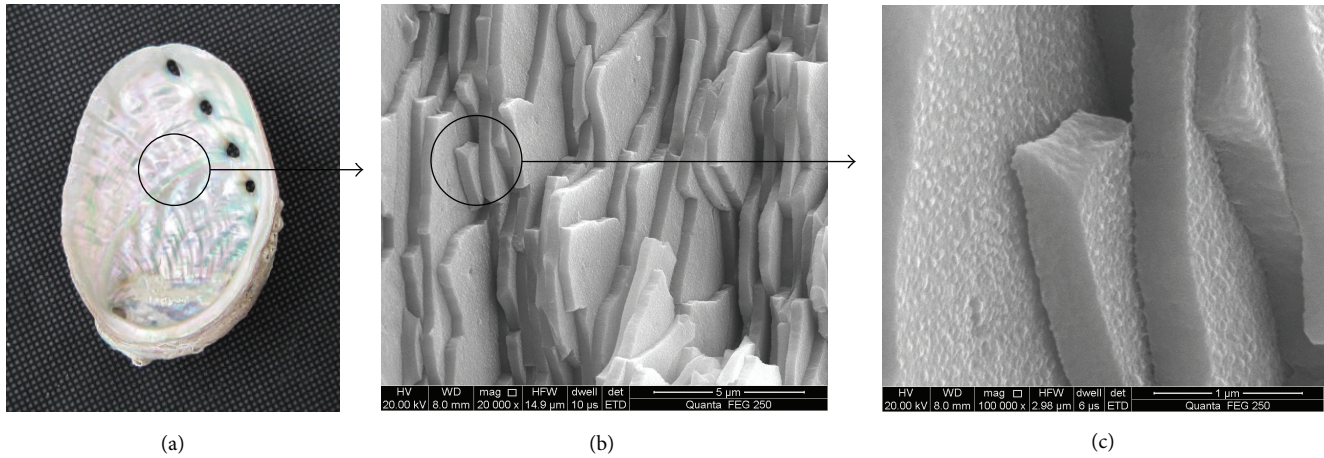 HV WD mag □ HFW dwell det
20.00 kV 8.0 mm 20 000 x 14.9 µm 10 µs ETD
5 µm
Quanta FEG 250
HV WD mag □ HFW dwell det
20.00 kV 8.0 mm 100 000 x 2.98 µm 6 µs ETD
1 µm
Quanta FEG 250
(a)
(b)
(c)